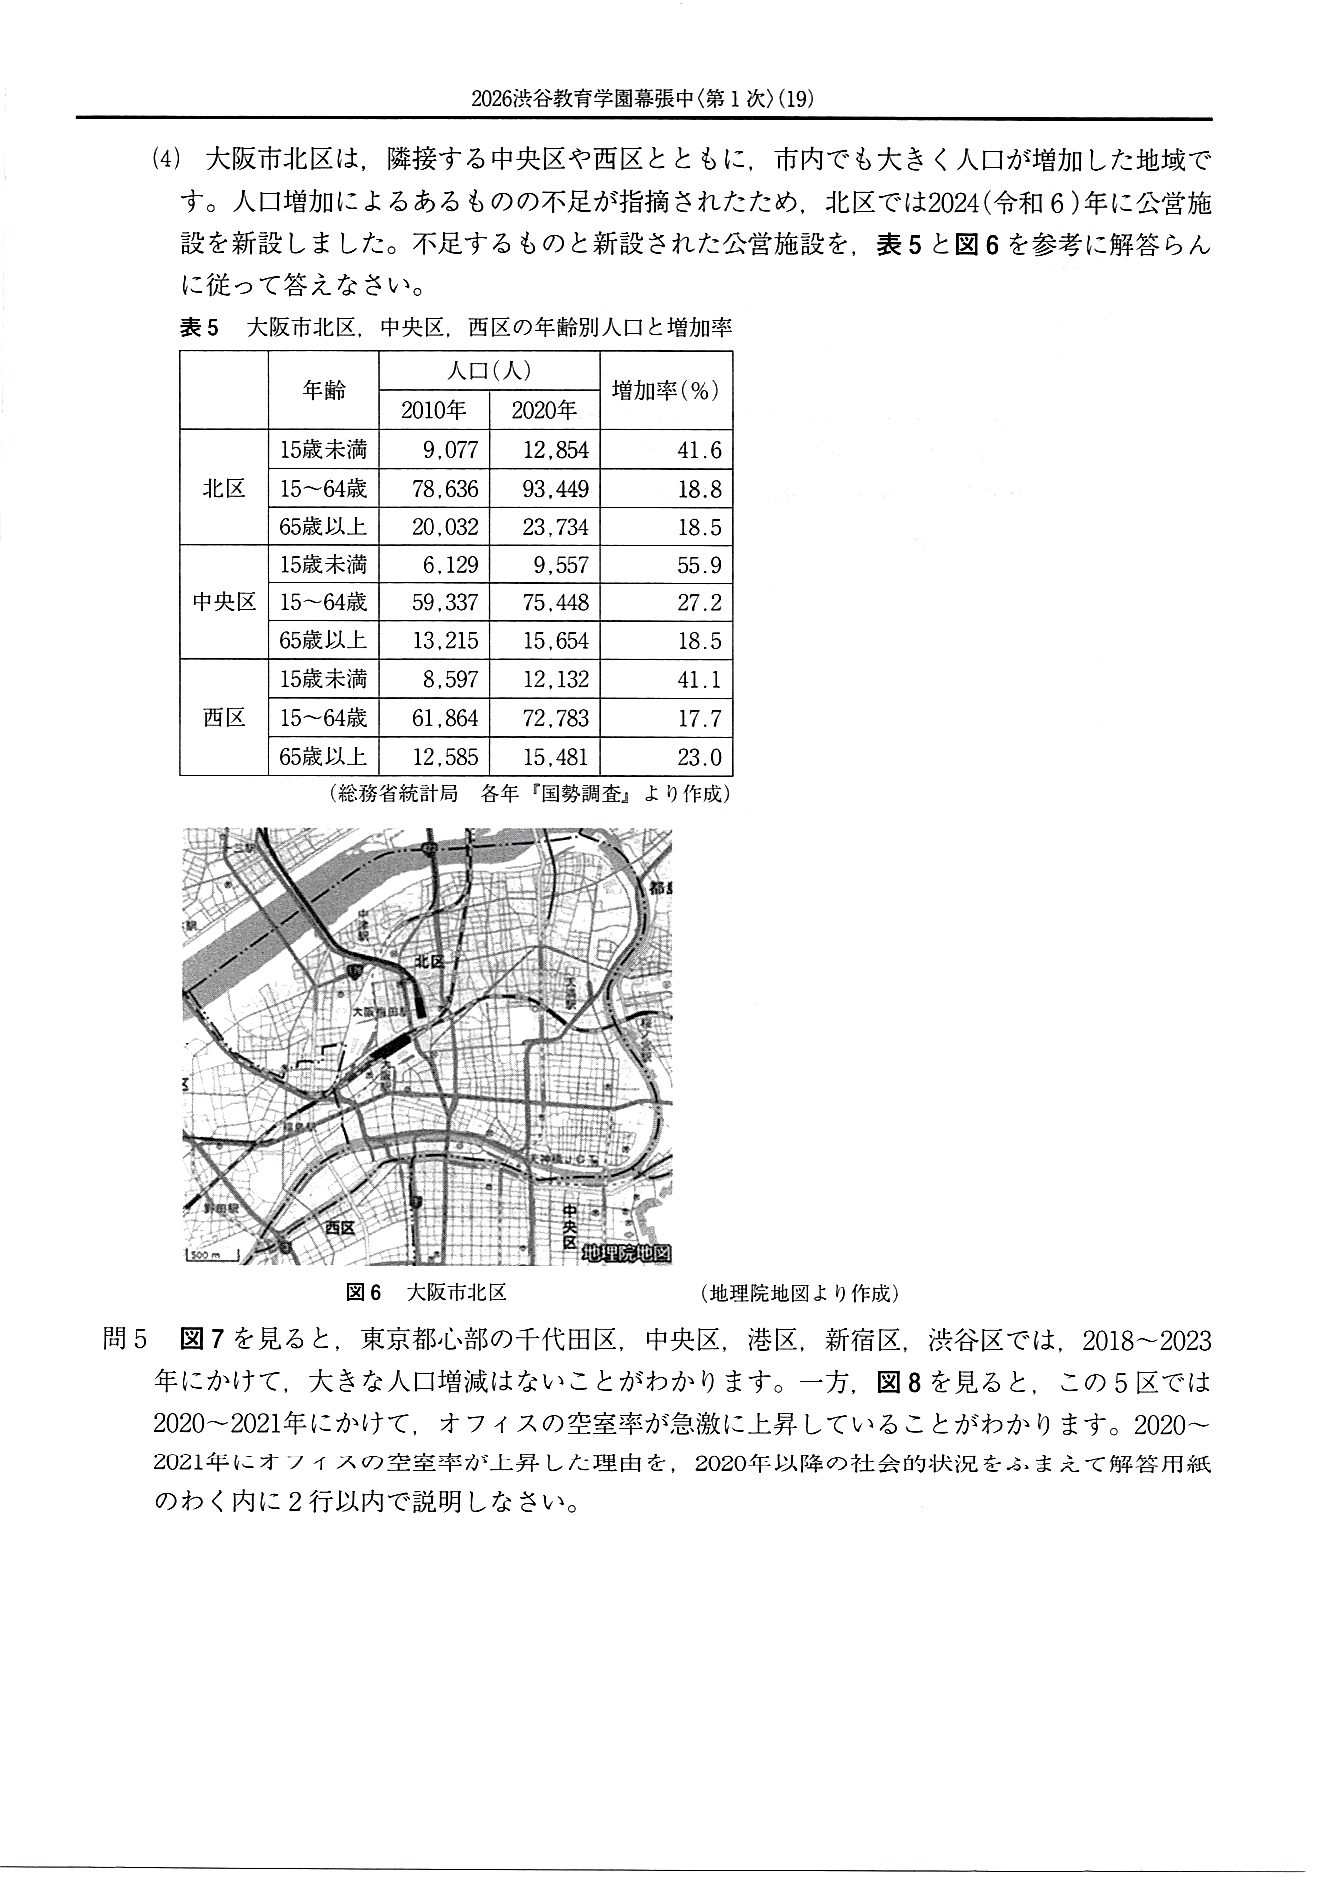 2026渋谷教育学園幕張中〈第1次〉(19)
(4) 大阪市北区は，隣接する中央区や西区とともに，市内でも大きく人口が増加した地域で
す。人口増加によるあるものの不足が指摘されたため，北区では2024(令和6)年に公営施
設を新設しました。不足するものと新設された公営施設を，表5と図6を参考に解答らん
に従って答えなさい。
表5 大阪市北区，中央区，西区の年齢別人口と増加率
年齢 人口(人) 増加率(％)
2010年 2020年
北区 15歳未満 9,077 12,854 41.6
15～64歳 78,636 93,449 18.8
65歳以上 20,032 23,734 18.5
中央区 15歳未満 6,129 9,557 55.9
15～64歳 59,337 75,448 27.2
65歳以上 13,215 15,654 18.5
西区 15歳未満 8,597 12,132 41.1
15～64歳 61,864 72,783 17.7
65歳以上 12,585 15,481 23.0
(総務省統計局 各年『国勢調査』より作成)
中津駅
北区
大阪梅田駅
大阪駅
福島駅
天満駅
桜ノ宮駅
天神橋JCT
野田駅
西区
中央区
500m
地理院地図
図6 大阪市北区 (地理院地図より作成)
問5 図7を見ると，東京都心部の千代田区，中央区，港区，新宿区，渋谷区では，2018～2023
年にかけて，大きな人口増減はないことがわかります。一方，図8を見ると，この5区では
2020～2021年にかけて，オフィスの空室率が急激に上昇していることがわかります。2020～
2021年にオフィスの空室率が上昇した理由を，2020年以降の社会的状況をふまえて解答用紙
のわく内に2行以内で説明しなさい。